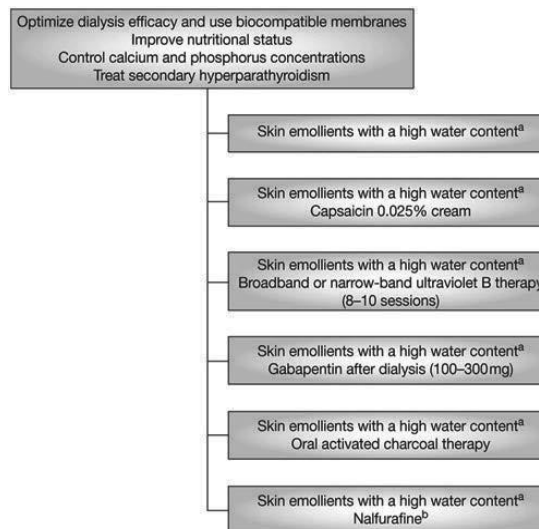 Optimize dialysis efficacy and use biocompatible membranes
Improve nutritional status
Control calcium and phosphorus concentrations
Treat secondary hyperparathyroidism
Skin emollients with a high water contentᵃ
Skin emollients with a high water contentᵃ
Capsaicin 0.025% cream
Skin emollients with a high water contentᵃ
Broadband or narrow-band ultraviolet B therapy
(8–10 sessions)
Skin emollients with a high water contentᵃ
Gabapentin after dialysis (100–300mg)
Skin emollients with a high water contentᵃ
Oral activated charcoal therapy
Skin emollients with a high water contentᵃ
Nalfurafineᵇ